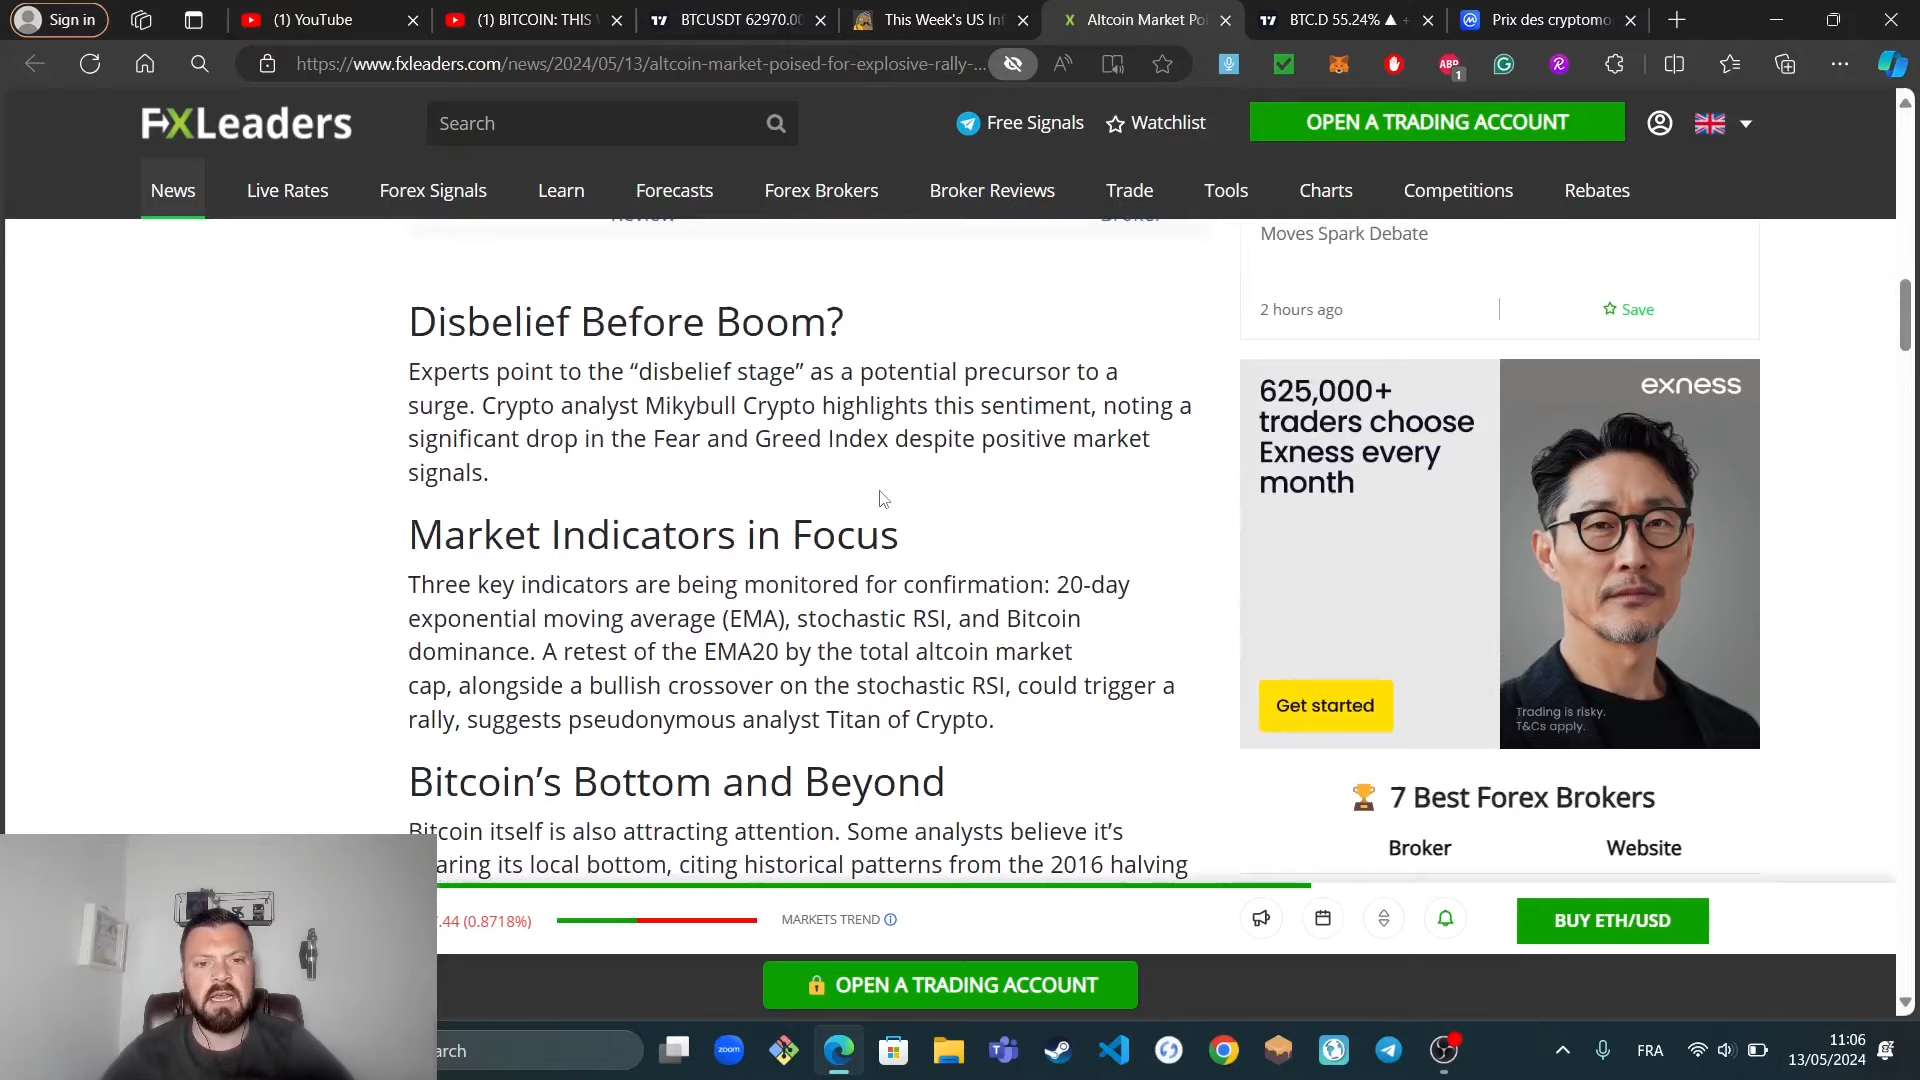 Sign in
(1) YouTube
(1) BITCOIN: THIS
BTCUSDT 62970.00
This Week's US Inf
Altcoin Market Poi
BTC.D 55.24% ▲ +
Prix des cryptomo
https://www.fxleaders.com/news/2024/05/13/altcoin-market-poised-for-explosive-rally-...
ABP
1
FXLeaders
Search
Free Signals
Watchlist
OPEN A TRADING ACCOUNT
News
Live Rates
Forex Signals
Learn
Forecasts
Forex Brokers
Broker Reviews
Trade
Tools
Charts
Competitions
Rebates
Review
Broker
Moves Spark Debate
2 hours ago
Save
Disbelief Before Boom?
Experts point to the “disbelief stage” as a potential precursor to a
surge. Crypto analyst Mikybull Crypto highlights this sentiment, noting a
significant drop in the Fear and Greed Index despite positive market
signals.
Market Indicators in Focus
Three key indicators are being monitored for confirmation: 20-day
exponential moving average (EMA), stochastic RSI, and Bitcoin
dominance. A retest of the EMA20 by the total altcoin market
cap, alongside a bullish crossover on the stochastic RSI, could trigger a
rally, suggests pseudonymous analyst Titan of Crypto.
Bitcoin’s Bottom and Beyond
Bitcoin itself is also attracting attention. Some analysts believe it’s
aring its local bottom, citing historical patterns from the 2016 halving
625,000+
traders choose
Exness every
month
exness
Get started
Trading is risky.
T&Cs apply.
7 Best Forex Brokers
Broker
Website
.44 (0.8718%)
MARKETS TREND
BUY ETH/USD
OPEN A TRADING ACCOUNT
arch
zoom
FRA
11:06
13/05/2024